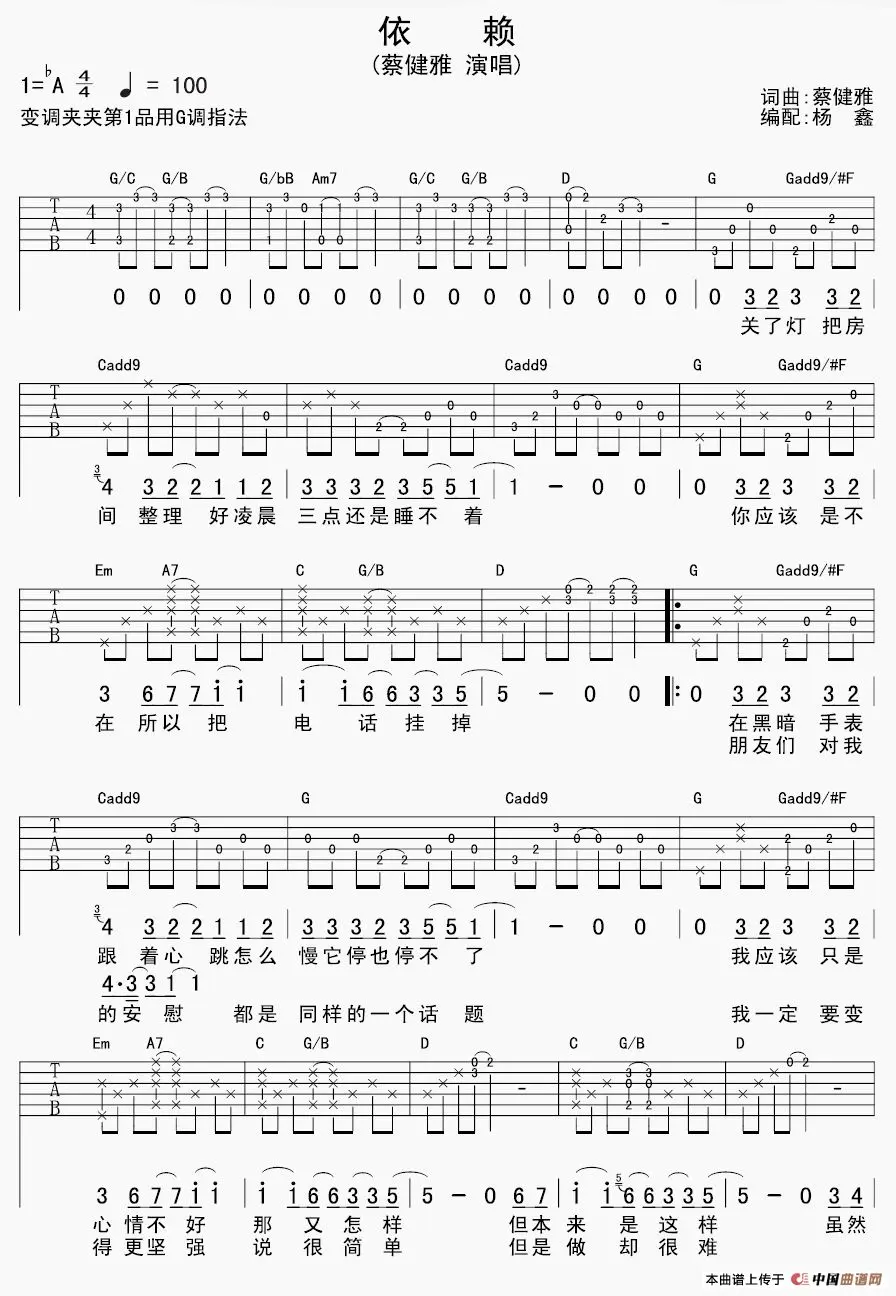 依 赖
(蔡健雅 演唱)
1=♭A 4/4 ♩= 100
词曲:蔡健雅
变调夹夹第1品用G调指法
编配:杨 鑫
G/C G/B G/bB Am7 G/C G/B D G Gadd9/#F
0 0 0 0 | 0 0 0 0 | 0 0 0 0 | 0 0 0 0 | 0 3 2 3 3 2
关了灯 把房
Cadd9 Cadd9 G Gadd9/#F
4 3 2 2 1 1 2 | 3 3 3 2 3 5 5 1 | 1 - 0 0 | 0 3 2 3 3 2
间 整理 好凌晨 三点还是睡不 着 你应该 是不
Em A7 C G/B D G Gadd9/#F
3 6 7 7 i i | i i 6 6 3 3 5 | 5 - 0 0 |: 0 3 2 3 3 2
在 所以 把 电 话 挂 掉 在黑暗 手表
朋友们 对我
Cadd9 G Cadd9 G Gadd9/#F
4 3 2 2 1 1 2 | 3 3 3 2 3 5 5 1 | 1 - 0 0 | 0 3 2 3 3 2
跟 着心 跳怎么 慢它停也停不 了 我应该 只是
4·3 3 1 1
的安 慰 都是 同样的一个话 题 我一定 要变
Em A7 C G/B D C G/B D
3 6 7 7 i i | i i 6 6 3 3 5 | 5 - 0 6 7 | i i 6 6 3 3 5 | 5 - 0 3 4
心 情不 好 那 又 怎 样 但本 来 是 这 样 虽然
得 更坚 强 说 很 简 单 但是 做 却 很 难
本曲谱上传于 中国曲谱网